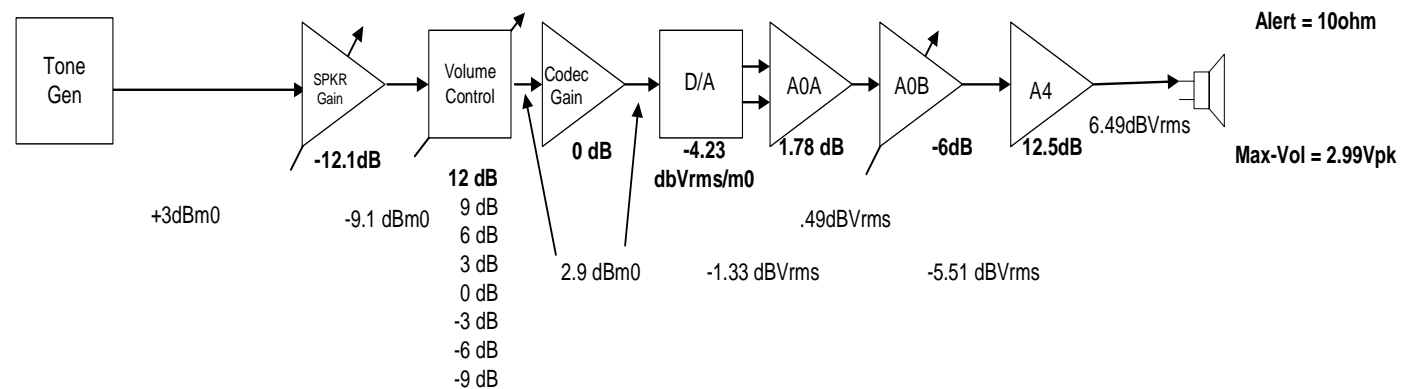 Alert = 10ohm
Tone
Gen
SPKR
Gain
-12.1dB
Volume
Control
Codec
Gain
0 dB
D/A
-4.23
dbVrms/m0
A0A
1.78 dB
A0B
-6dB
A4
12.5dB
6.49dBVrms
Max-Vol = 2.99Vpk
+3dBm0
-9.1 dBm0
12 dB
9 dB
6 dB
3 dB
0 dB
-3 dB
-6 dB
-9 dB
2.9 dBm0
-1.33 dBVrms
.49dBVrms
-5.51 dBVrms